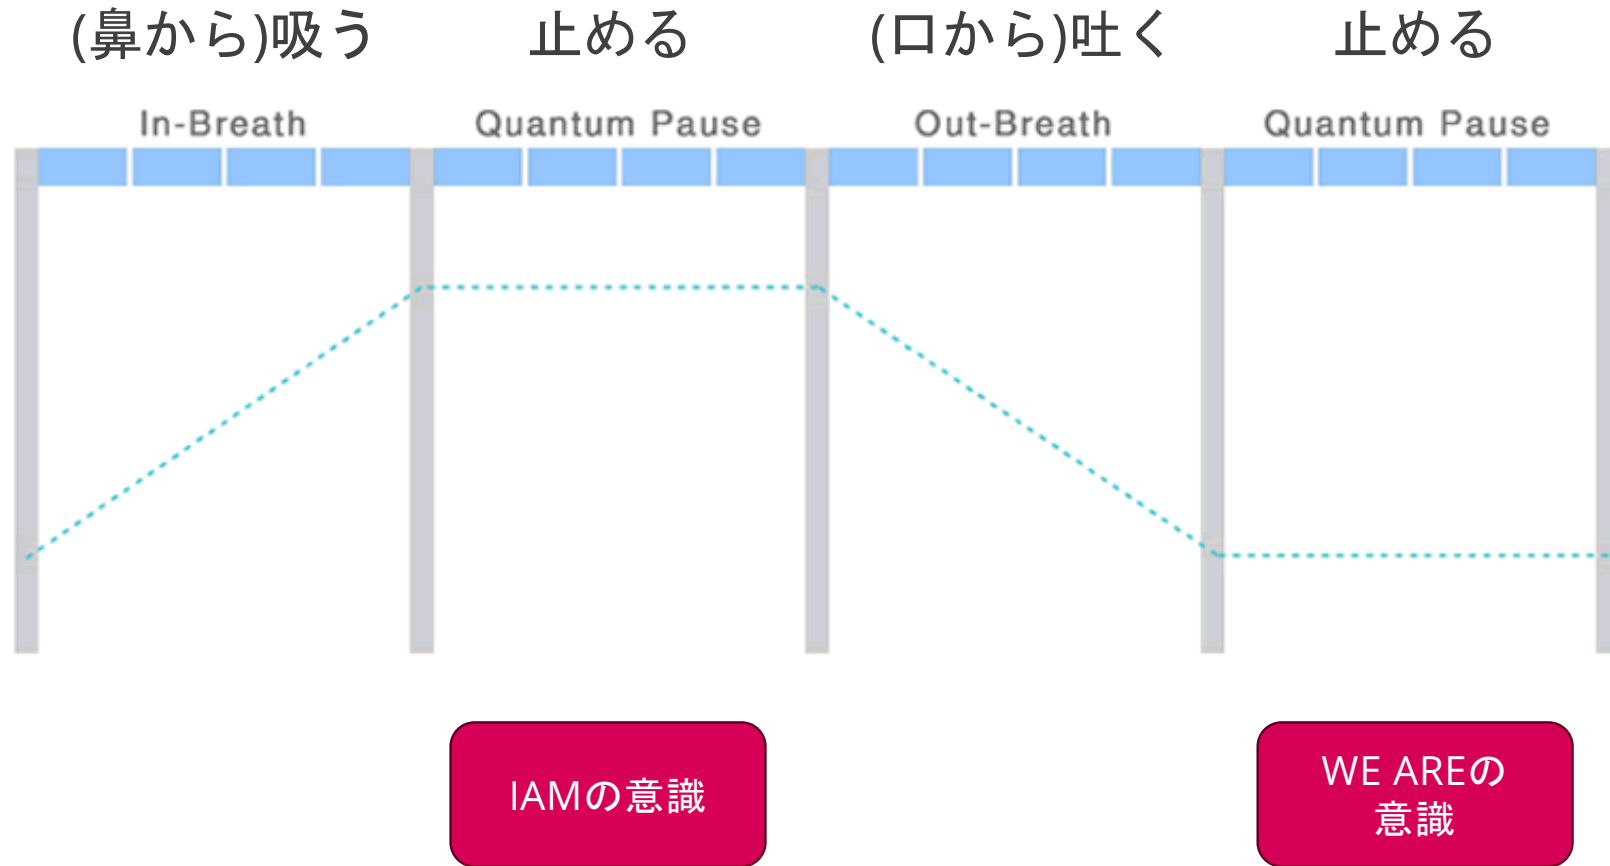 (鼻から)吸う
止める
(口から)吐く
止める
In-Breath
Quantum Pause
Out-Breath
Quantum Pause
IAMの意識
WE AREの
意識